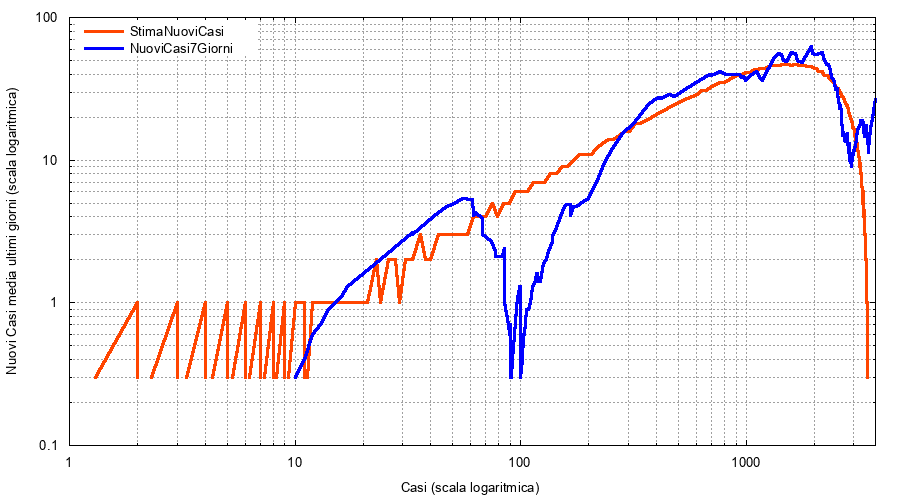 100
StimaNuoviCasi
NuoviCasi7Giorni
Nuovi Casi media ultimi giorni (scala logaritmica)
10
1
0.1
1 10 100 1000
Casi (scala logaritmica)